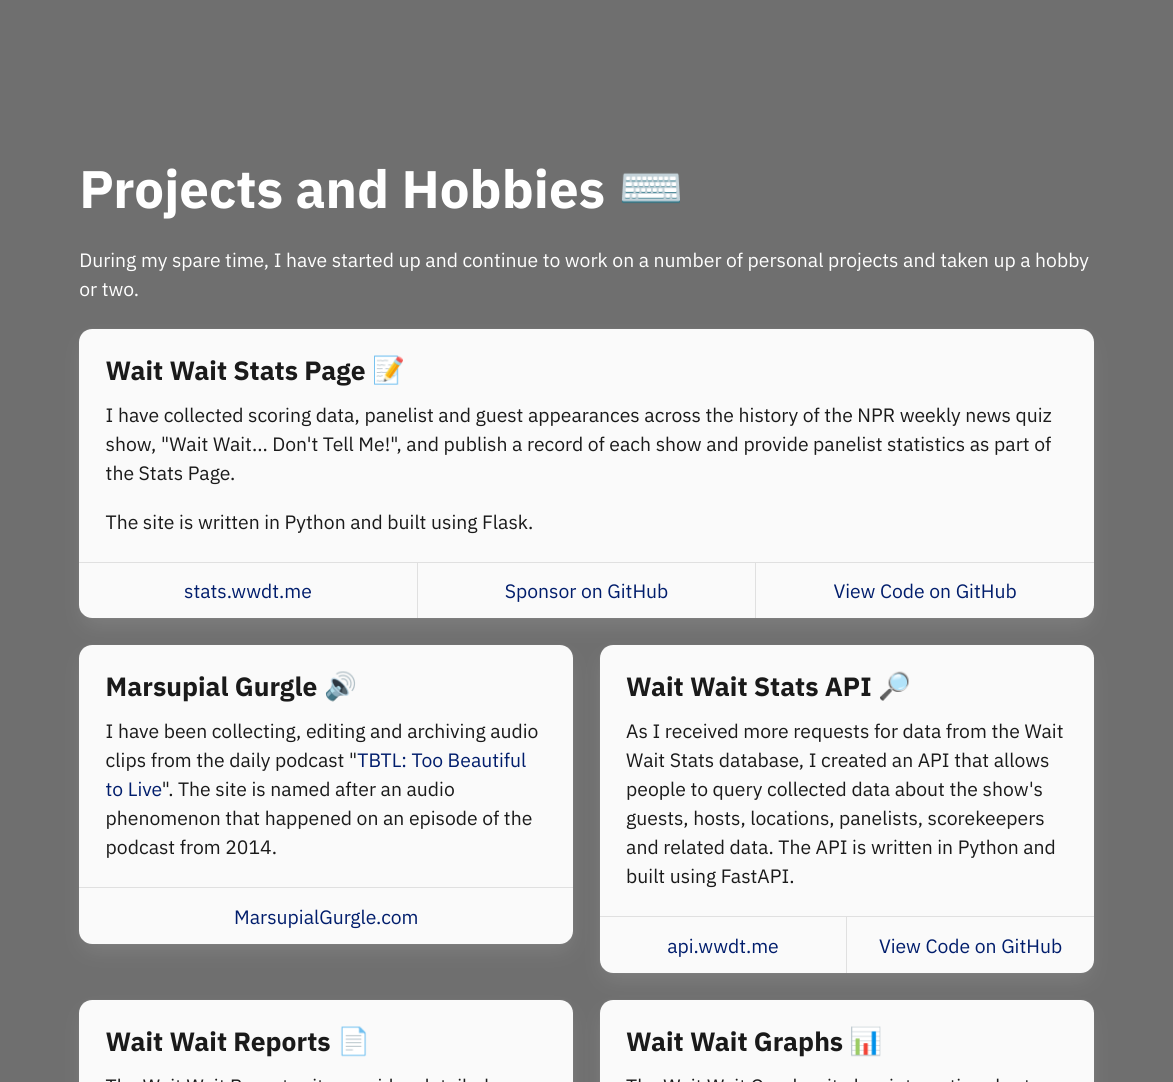 Projects and Hobbies ⌨️
During my spare time, I have started up and continue to work on a number of personal projects and taken up a hobby
or two.
Wait Wait Stats Page 📝
I have collected scoring data, panelist and guest appearances across the history of the NPR weekly news quiz
show, "Wait Wait... Don't Tell Me!", and publish a record of each show and provide panelist statistics as part of
the Stats Page.
The site is written in Python and built using Flask.
stats.wwdt.me
Sponsor on GitHub
View Code on GitHub
Marsupial Gurgle 🔊
I have been collecting, editing and archiving audio
clips from the daily podcast "TBTL: Too Beautiful
to Live". The site is named after an audio
phenomenon that happened on an episode of the
podcast from 2014.
MarsupialGurgle.com
Wait Wait Stats API 🔎
As I received more requests for data from the Wait
Wait Stats database, I created an API that allows
people to query collected data about the show's
guests, hosts, locations, panelists, scorekeepers
and related data. The API is written in Python and
built using FastAPI.
api.wwdt.me
View Code on GitHub
Wait Wait Reports 📄
Wait Wait Graphs 📊